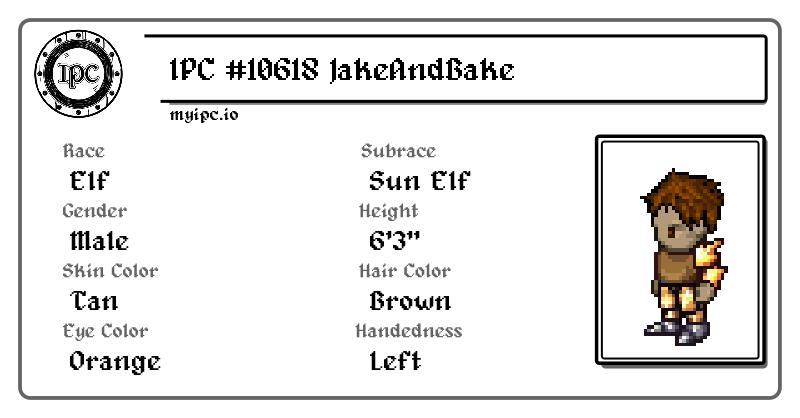 IPC
IPC #10618 JakeAndBake
myipc.io
Race
Elf
Subrace
Sun Elf
Gender
Male
Height
6'3"
Skin Color
Tan
Hair Color
Brown
Eye Color
Orange
Handedness
Left